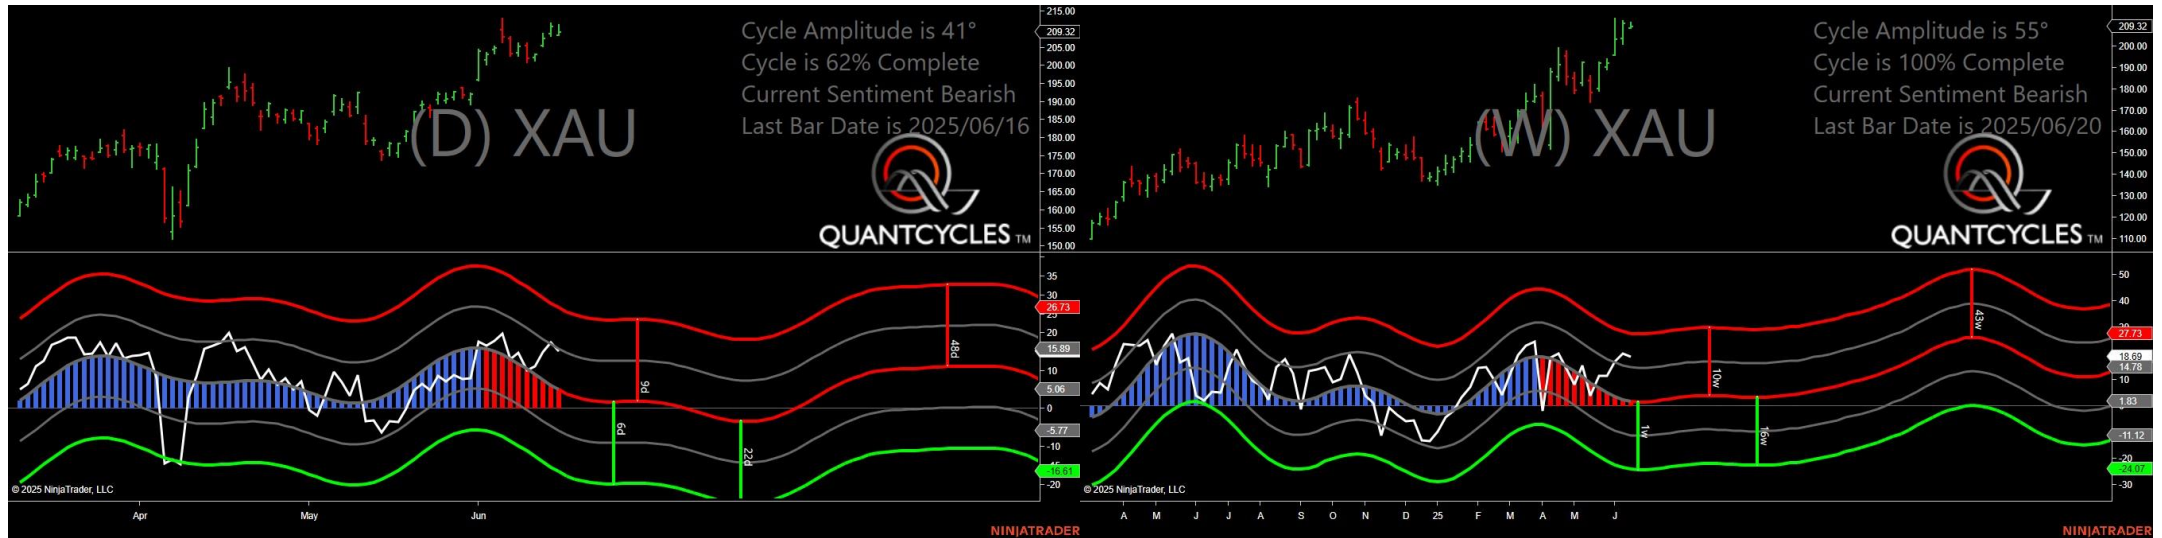 Cycle Amplitude is 41°
Cycle is 62% Complete
Current Sentiment Bearish
Last Bar Date is 2025/06/16
(D) XAU
QUANTCYCLES TM
215.00
209.32
205.00
200.00
195.00
190.00
185.00
180.00
175.00
170.00
165.00
160.00
155.00
150.00
35
30
26.73
20
15.89
10
5.06
0
-5.77
-10
-16.61
-20
9d
6d
22d
48d
© 2025 NinjaTrader, LLC
Apr
May
Jun
NINJATRADER
Cycle Amplitude is 55°
Cycle is 100% Complete
Current Sentiment Bearish
Last Bar Date is 2025/06/20
(W) XAU
QUANTCYCLES TM
209.32
200.00
190.00
180.00
170.00
160.00
150.00
140.00
130.00
120.00
110.00
50
40
27.73
18.69
14.78
10
1.83
-11.12
-20
-24.07
-30
1w
10w
16w
43w
© 2025 NinjaTrader, LLC
A M J J A S O N D 25 F M A M J
NINJATRADER